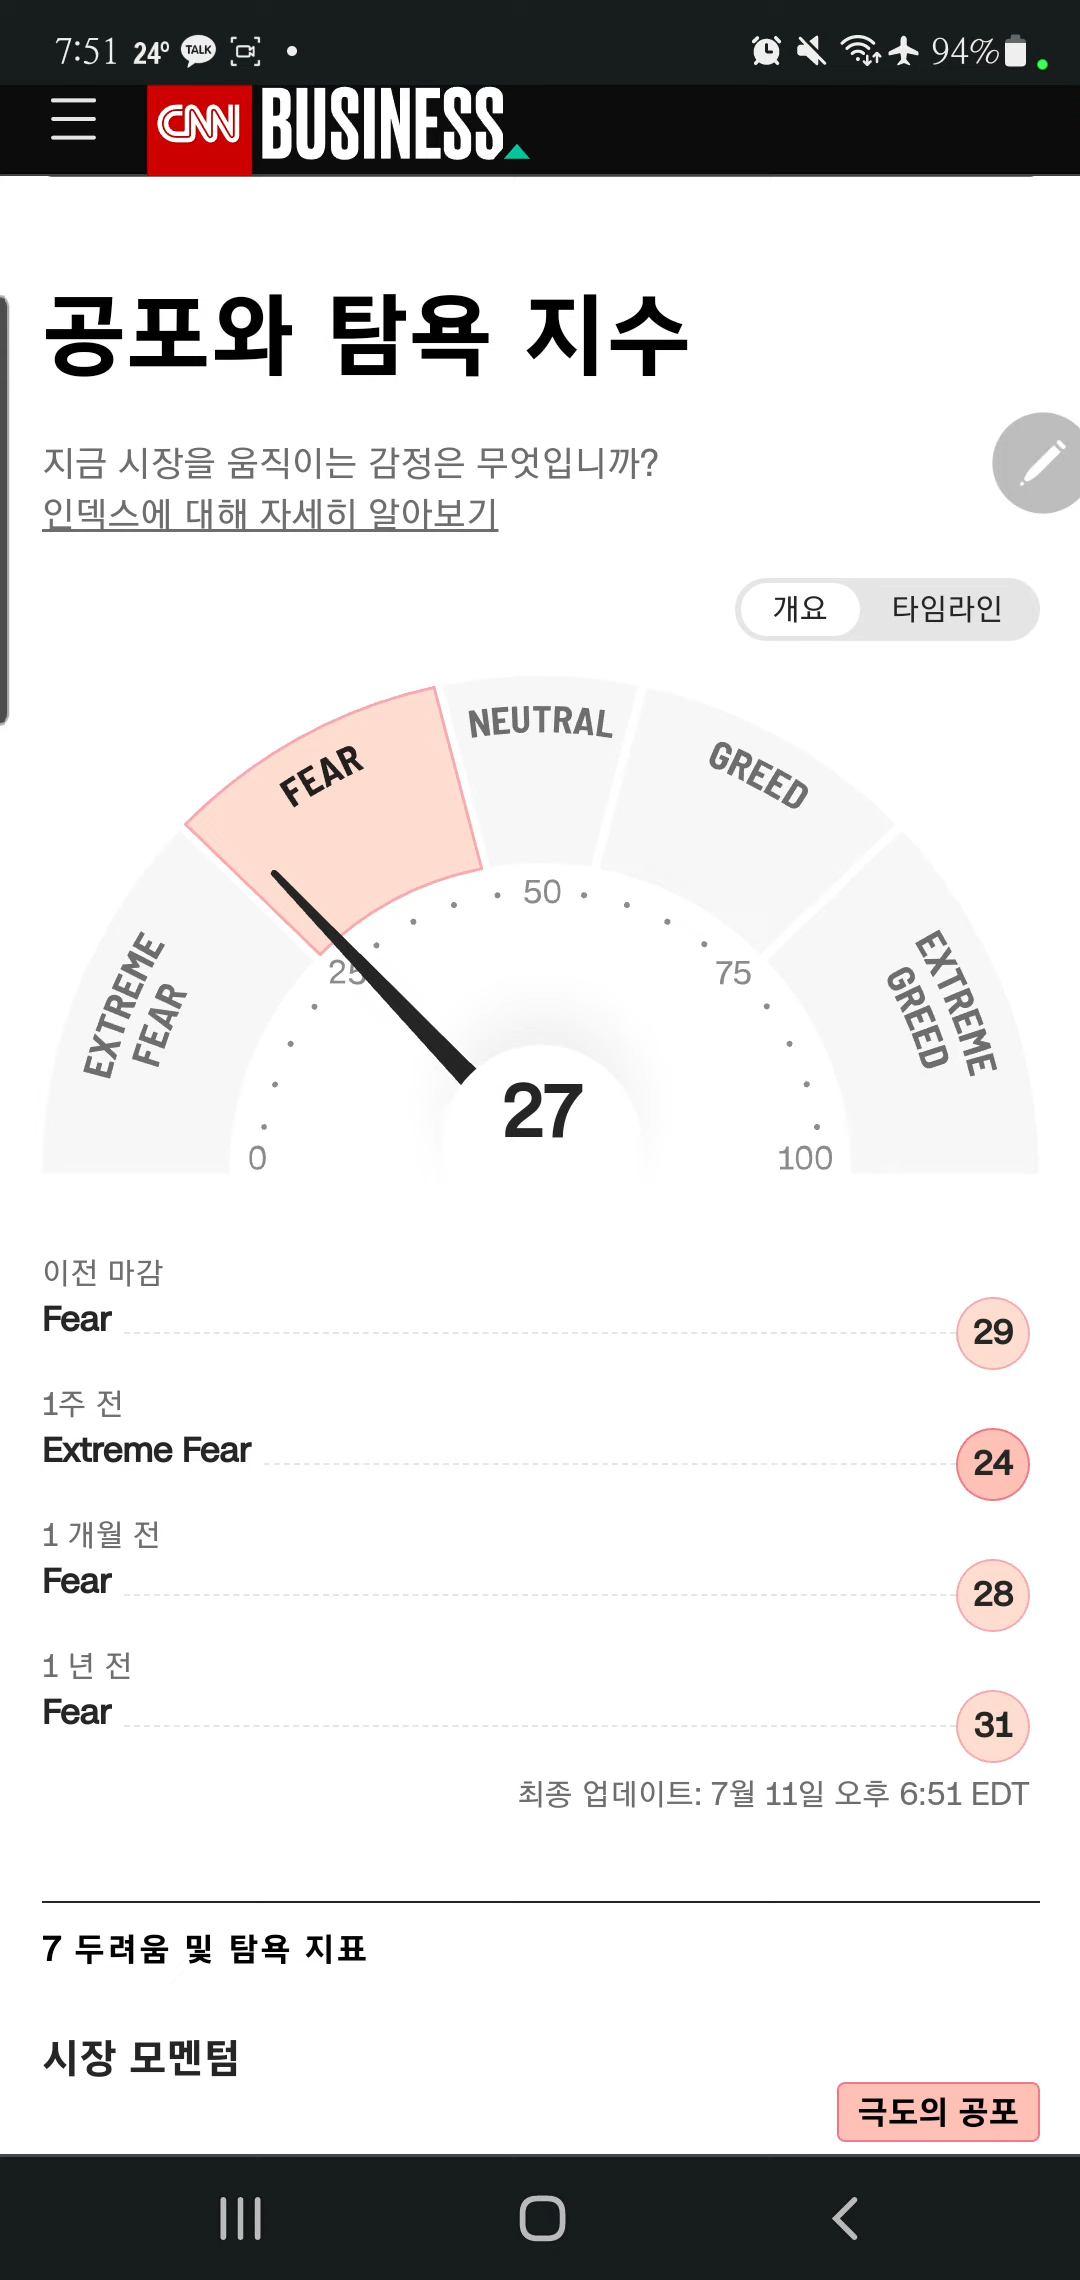 7:51 24° TALK 94%
CNN BUSINESS
공포와 탐욕 지수
지금 시장을 움직이는 감정은 무엇입니까?
인덱스에 대해 자세히 알아보기
개요 타임라인
EXTREME FEAR
FEAR
NEUTRAL
GREED
EXTREME GREED
0
25
50
75
100
27
이전 마감
Fear 29
1주 전
Extreme Fear 24
1 개월 전
Fear 28
1 년 전
Fear 31
최종 업데이트: 7월 11일 오후 6:51 EDT
7 두려움 및 탐욕 지표
시장 모멘텀
극도의 공포